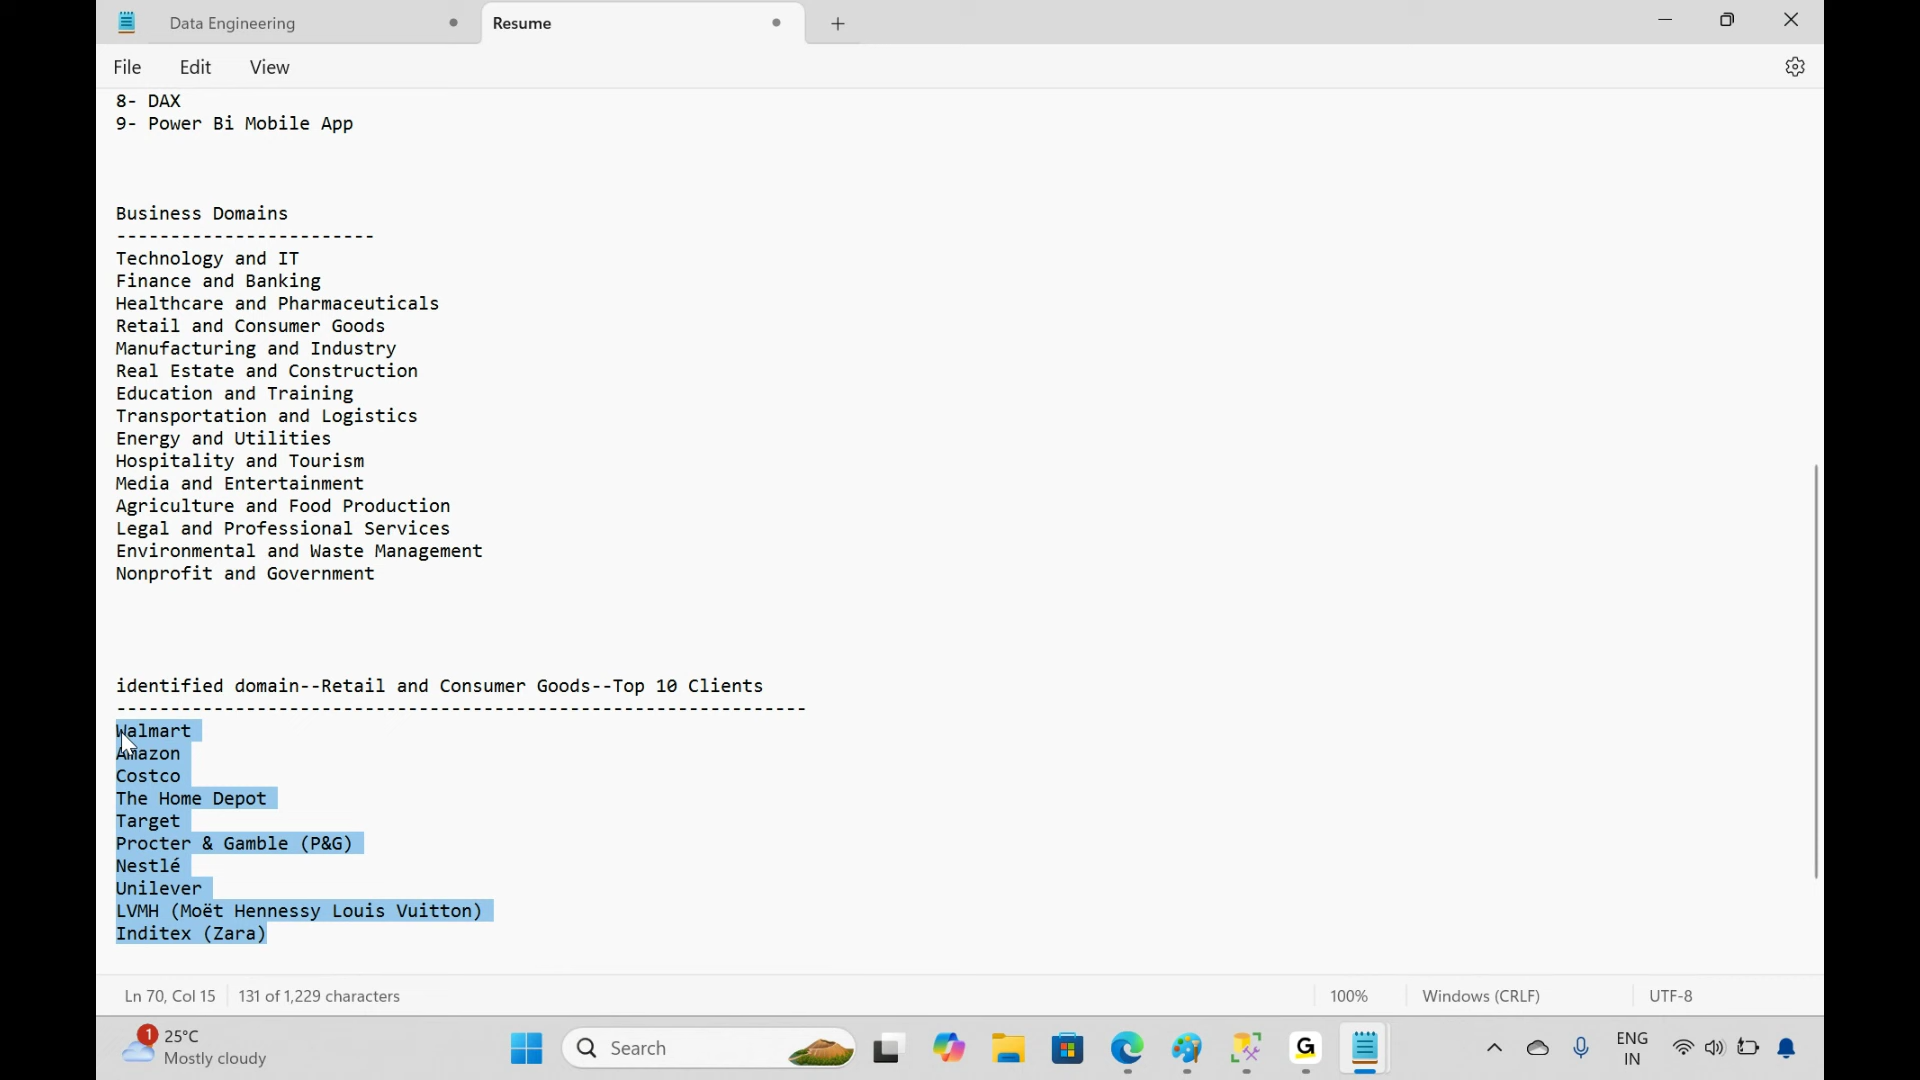 Data Engineering
Resume
File Edit View
8- DAX
9- Power Bi Mobile App
Business Domains
------------------------
Technology and IT
Finance and Banking
Healthcare and Pharmaceuticals
Retail and Consumer Goods
Manufacturing and Industry
Real Estate and Construction
Education and Training
Transportation and Logistics
Energy and Utilities
Hospitality and Tourism
Media and Entertainment
Agriculture and Food Production
Legal and Professional Services
Environmental and Waste Management
Nonprofit and Government
identified domain--Retail and Consumer Goods--Top 10 Clients
----------------------------------------------------------------
Walmart
Amazon
Costco
The Home Depot
Target
Procter & Gamble (P&G)
Nestlé
Unilever
LVMH (Moët Hennessy Louis Vuitton)
Inditex (Zara)
Ln 70, Col 15 131 of 1,229 characters 100% Windows (CRLF) UTF-8
1
25°C
Mostly cloudy
Search
G
ENG
IN